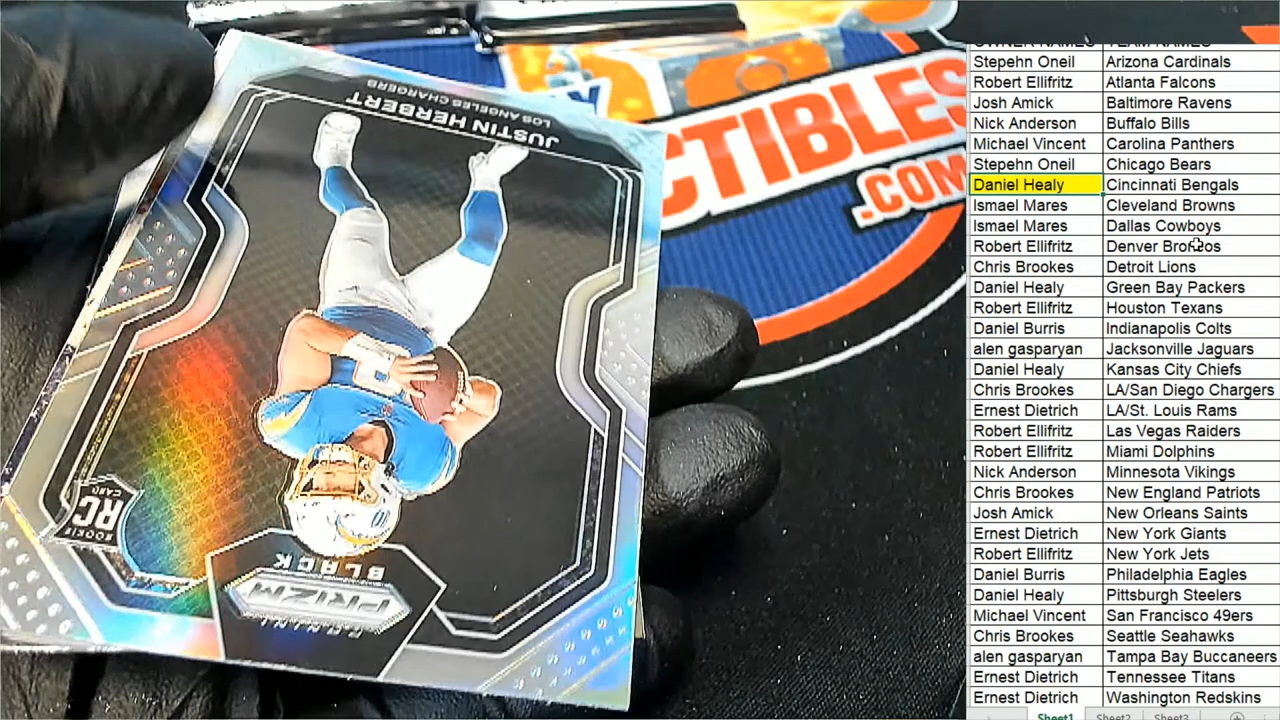 JUSTIN HERBERT
LOS ANGELES CHARGERS
RC
ROOKIE CARD
BLACK
PANINI
PRIZM
CTIBLES
.COM
OWNER NAMES TEAM NAMES
Stepehn Oneil Arizona Cardinals
Robert Ellifritz Atlanta Falcons
Josh Amick Baltimore Ravens
Nick Anderson Buffalo Bills
Michael Vincent Carolina Panthers
Stepehn Oneil Chicago Bears
Daniel Healy Cincinnati Bengals
Ismael Mares Cleveland Browns
Ismael Mares Dallas Cowboys
Robert Ellifritz Denver Broncos
Chris Brookes Detroit Lions
Daniel Healy Green Bay Packers
Robert Ellifritz Houston Texans
Daniel Burris Indianapolis Colts
alen gasparyan Jacksonville Jaguars
Daniel Healy Kansas City Chiefs
Chris Brookes LA/San Diego Chargers
Ernest Dietrich LA/St. Louis Rams
Robert Ellifritz Las Vegas Raiders
Robert Ellifritz Miami Dolphins
Nick Anderson Minnesota Vikings
Chris Brookes New England Patriots
Josh Amick New Orleans Saints
Ernest Dietrich New York Giants
Robert Ellifritz New York Jets
Daniel Burris Philadelphia Eagles
Daniel Healy Pittsburgh Steelers
Michael Vincent San Francisco 49ers
Chris Brookes Seattle Seahawks
alen gasparyan Tampa Bay Buccaneers
Ernest Dietrich Tennessee Titans
Ernest Dietrich Washington Redskins
Sheet1 Sheet2 Sheet3